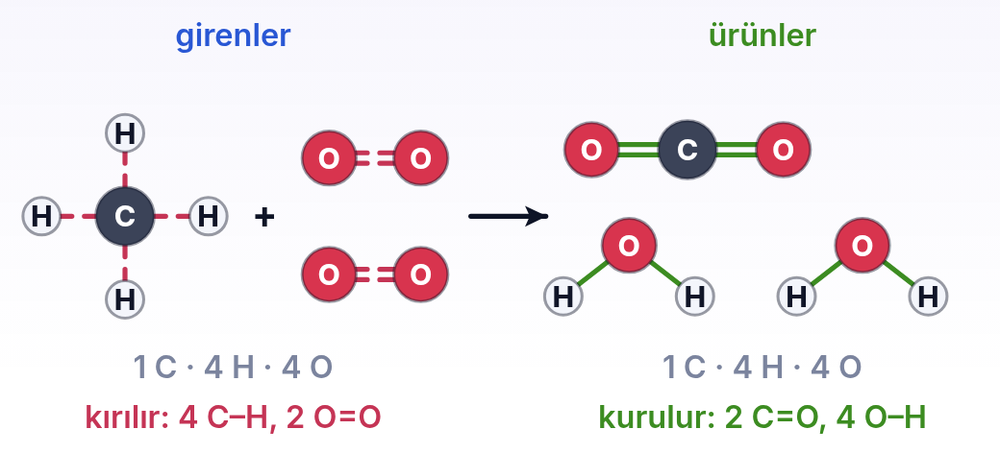 girenler
ürünler
H
H C H
H
+
O O
O O
O C O
O
H H
O
H H
1 C · 4 H · 4 O
1 C · 4 H · 4 O
kırılır: 4 C–H, 2 O=O
kurulur: 2 C=O, 4 O–H